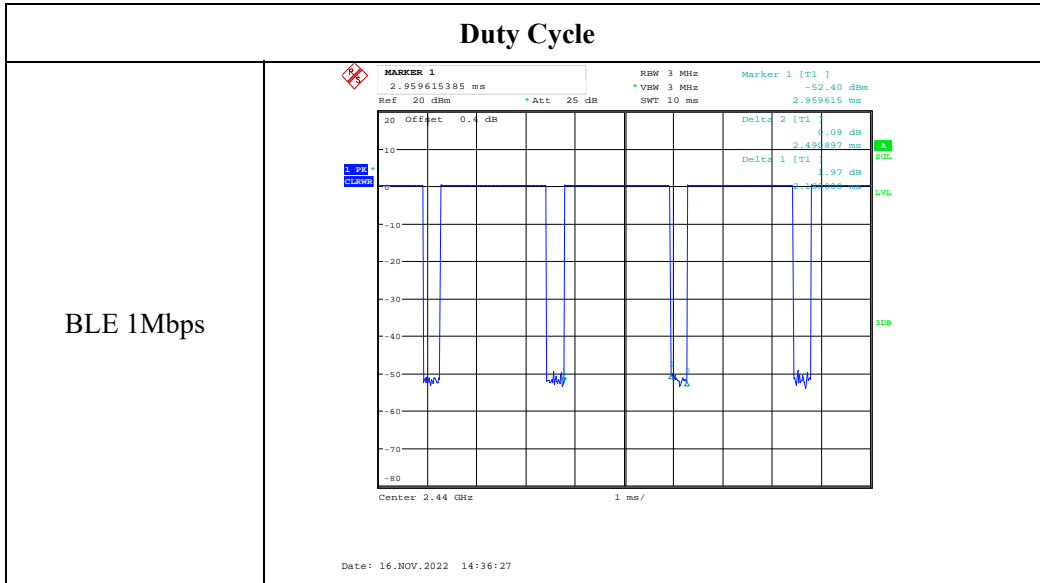 Duty Cycle
BLE 1Mbps
R S
MARKER 1
2.959615385 ms
RBW 3 MHz
* VBW 3 MHz
SWT 10 ms
Marker 1 [T1 ]
-52.40 dBm
2.959615 ms
Ref 20 dBm
* Att 25 dB
20 Offset 0.4 dB
Delta 2 [T1 ]
0.09 dB
2.490897 ms
Delta 1 [T1 ]
1.97 dB
ms
A
SGL
1 PK *
CLRWR
LVL
3DB
10
0
-10
-20
-30
-40
-50
-60
-70
-80
Center 2.44 GHz
1 ms/
Date: 16.NOV.2022 14:36:27